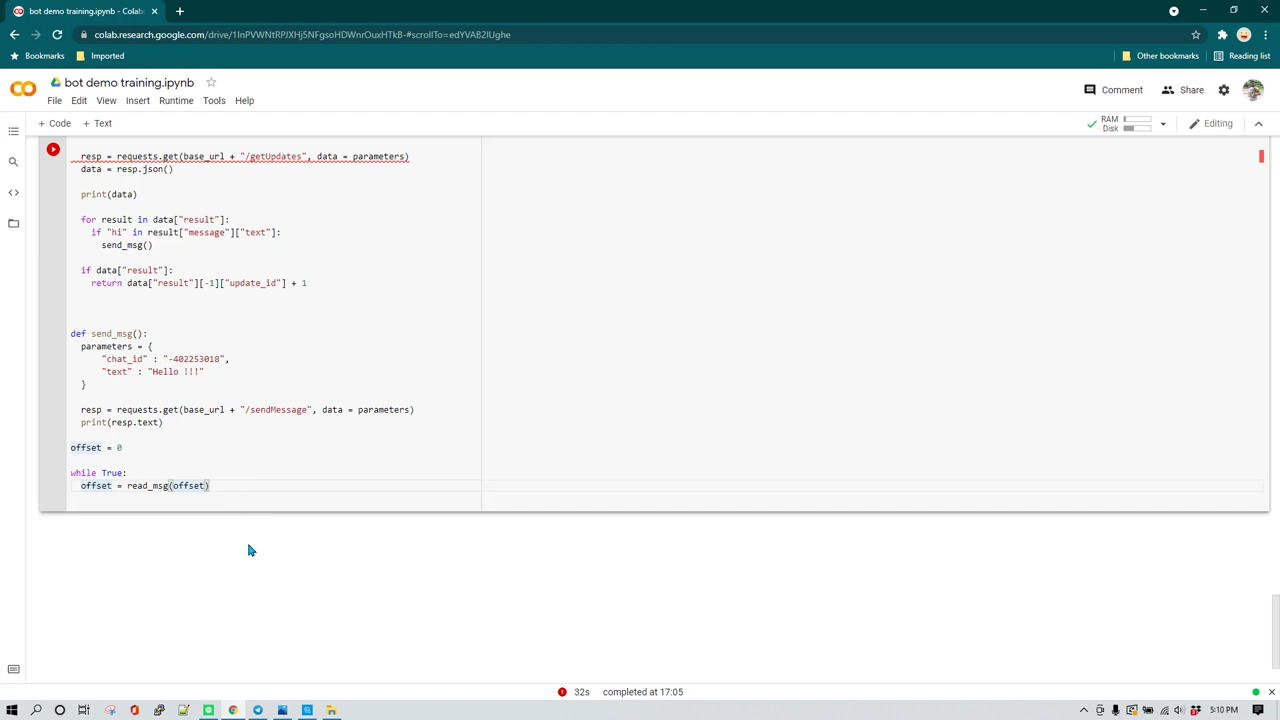 bot demo training.ipynb - Colab
colab.research.google.com/drive/1InPVWNtRPJXHj5NFgsoHDWnrOuxHTkB-#scrollTo=edYVAB2lUghe
Bookmarks
Imported
Other bookmarks
Reading list
bot demo training.ipynb
Comment
Share
File Edit View Insert Runtime Tools Help
+ Code + Text
RAM
Disk
Editing
resp = requests.get(base_url + "/getUpdates", data = parameters)
data = resp.json()
print(data)
for result in data["result"]:
if "hi" in result["message"]["text"]:
send_msg()
if data["result"]:
return data["result"][-1]["update_id"] + 1
def send_msg():
parameters = {
"chat_id" : "-402253018",
"text" : "Hello !!!"
}
resp = requests.get(base_url + "/sendMessage", data = parameters)
print(resp.text)
offset = 0
while True:
offset = read_msg(offset)
32s completed at 17:05
5:10 PM